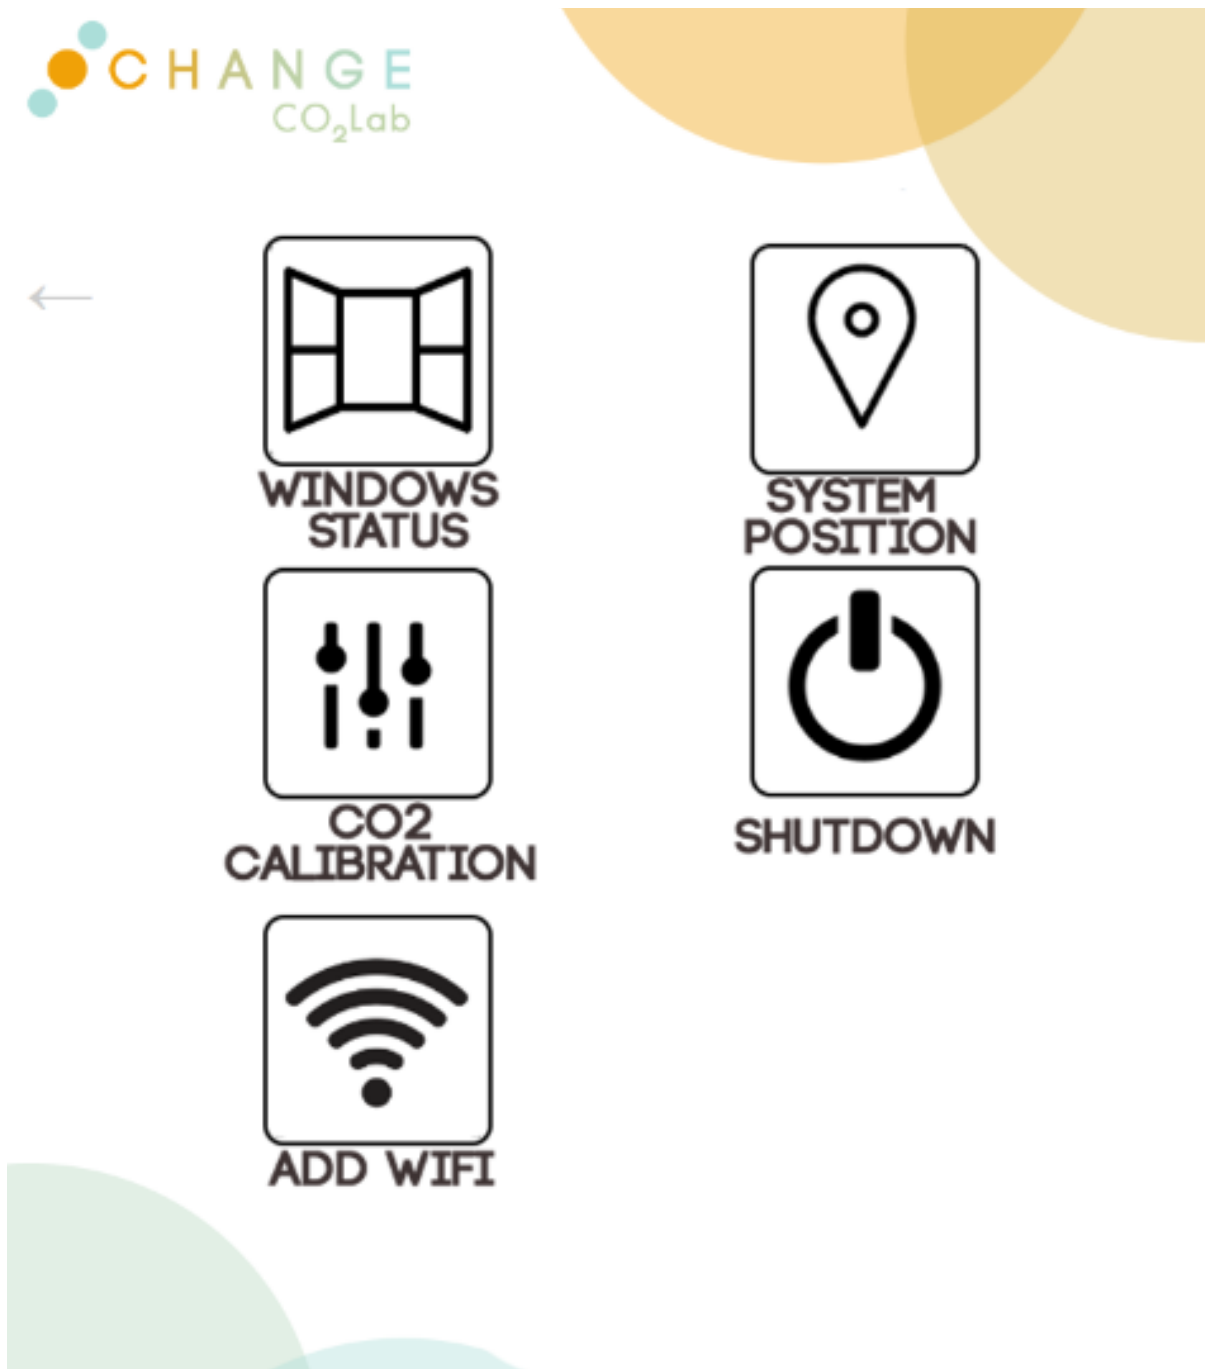 CHANGE
CO₂Lab
←
WINDOWS
STATUS
SYSTEM
POSITION
CO2
CALIBRATION
SHUTDOWN
ADD WIFI